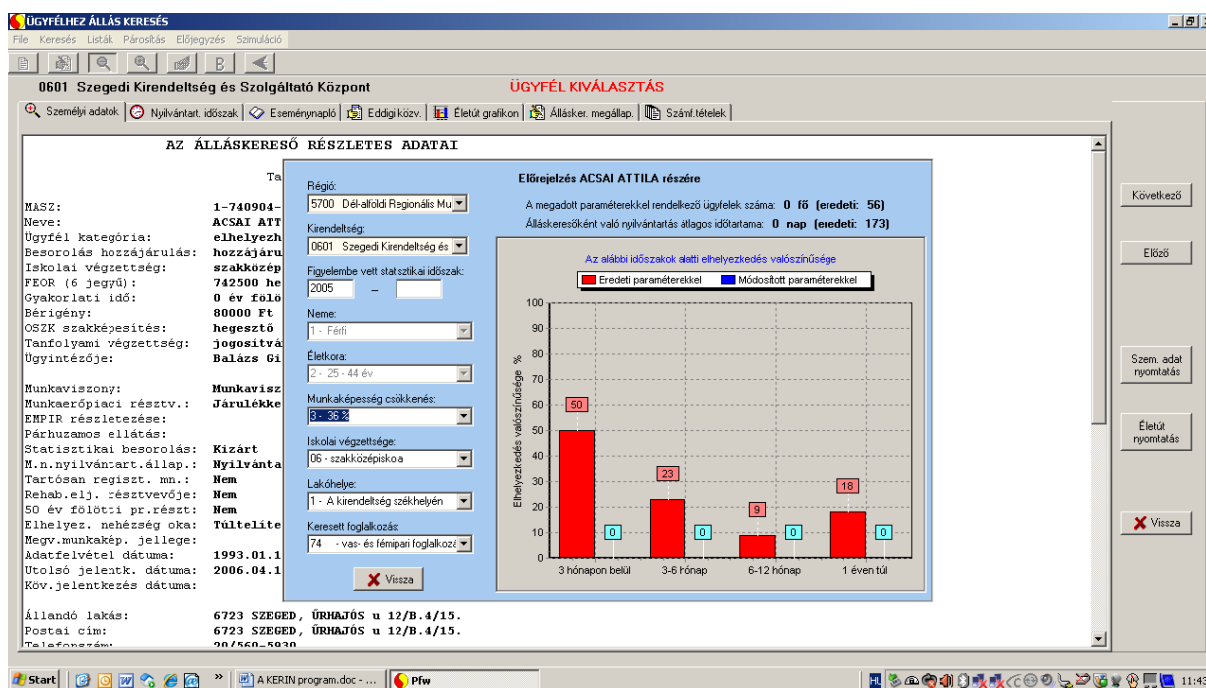 ÜGYFÉLHEZ ÁLLÁS KERESÉS
File Keresés Listák Párosítás Előjegyzés Szimuláció
B
0601 Szegedi Kirendeltség és Szolgáltató Központ
ÜGYFÉL KIVÁLASZTÁS
Személyi adatok
Nyilvántart. időszak
Eseménynapló
Eddigi közv.
Életút grafikon
Állásker. megállap.
Számf.tételek
AZ ÁLLÁSKERESŐ RÉSZLETES ADATAI
Ta
MASZ: 1-740904-
Neve: ACSAI ATT
Ügyfél kategória: elhelyezh
Besorolás hozzájárulás: hozzájáru
Iskolai végzettség: szakközép
FEOR (6 jegyű): 742500 he
Gyakorlati idő: 0 év fölö
Bérigény: 80000 Ft
OSZK szakképesítés: hegesztő
Tanfolyami végzettség: jogosítvá
Ügyintézője: Balázs Gi
Munkaviszony: Munkavisz
Munkaerőpiaci résztv.: Járulékke
EMPIR részletezése:
Párhuzamos ellátás:
Statisztikai besorolás: Kizárt
M.n.nyilvántart.állap.: Nyilvánta
Tartósan regiszt. mn.: Nem
Rehab.elj. résztvevője: Nem
50 év fölötti pr.részt: Nem
Elhelyez. nehézség oka: Túltelíte
Megv.munkakép. jellege:
Adatfelvétel dátuma: 1993.01.1
Utolsó jelentk. dátuma: 2006.04.1
Köv.jelentkezés dátuma:
Állandó lakás: 6723 SZEGED, ŰRHAJÓS u 12/B.4/15.
Postai cím: 6723 SZEGED, ŰRHAJÓS u 12/B.4/15.
Telefonszám: 20/560-5930
Régió:
5700 Dél-alföldi Regionális Mu
Kirendeltség:
0601 Szegedi Kirendeltség és
Figyelembe vett statsztikai időszak:
2005 –
Neme:
1 - Férfi
Életkora:
2 - 25 - 44 év
Munkaképesség csökkenés:
3 - 36 %
Iskolai végzettsége:
06 - szakközépiskoa
Lakóhelye:
1 - A kirendeltség székhelyén
Keresett foglalkozás:
74 - vas- és fémipari foglalkozá
Vissza
Előrejelzés ACSAI ATTILA részére
A megadott paraméterekkel rendelkező ügyfelek száma: 0 fő (eredeti: 56)
Álláskeresőként való nyilvántartás átlagos időtartama: 0 nap (eredeti: 173)
Az alábbi időszakok alatti elhelyezkedés valószínűsége
Eredeti paraméterekkel
Módosított paraméterekkel
Elhelyezkedés valószínűsége %
100
90
80
70
60
50
40
30
20
10
0
50
0
23
0
9
0
18
0
3 hónapon belül
3-6 hónap
6-12 hónap
1 éven túl
Következő
Előző
Szem. adat
nyomtatás
Életút
nyomtatás
Vissza
Start
»
A KERIN program.doc - ...
Pfw
HL
11:43